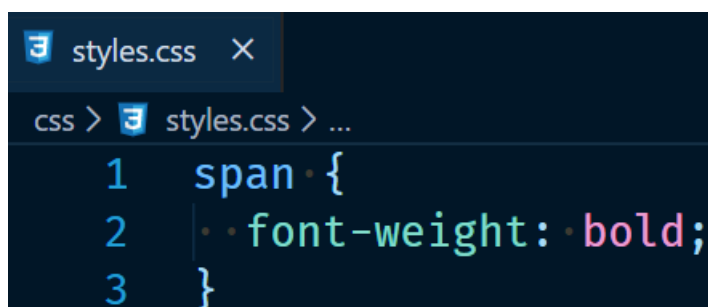 styles.css ×
css > styles.css > ...
1 span {
2   font-weight: bold;
3 }